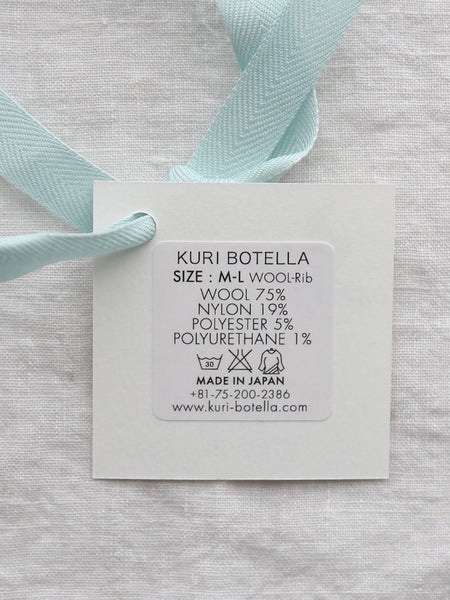 KURI BOTELLA
SIZE : M-L WOOL-Rib
WOOL 75%
NYLON 19%
POLYESTER 5%
POLYURETHANE 1%
30
MADE IN JAPAN
+81-75-200-2386
www.kuri-botella.com